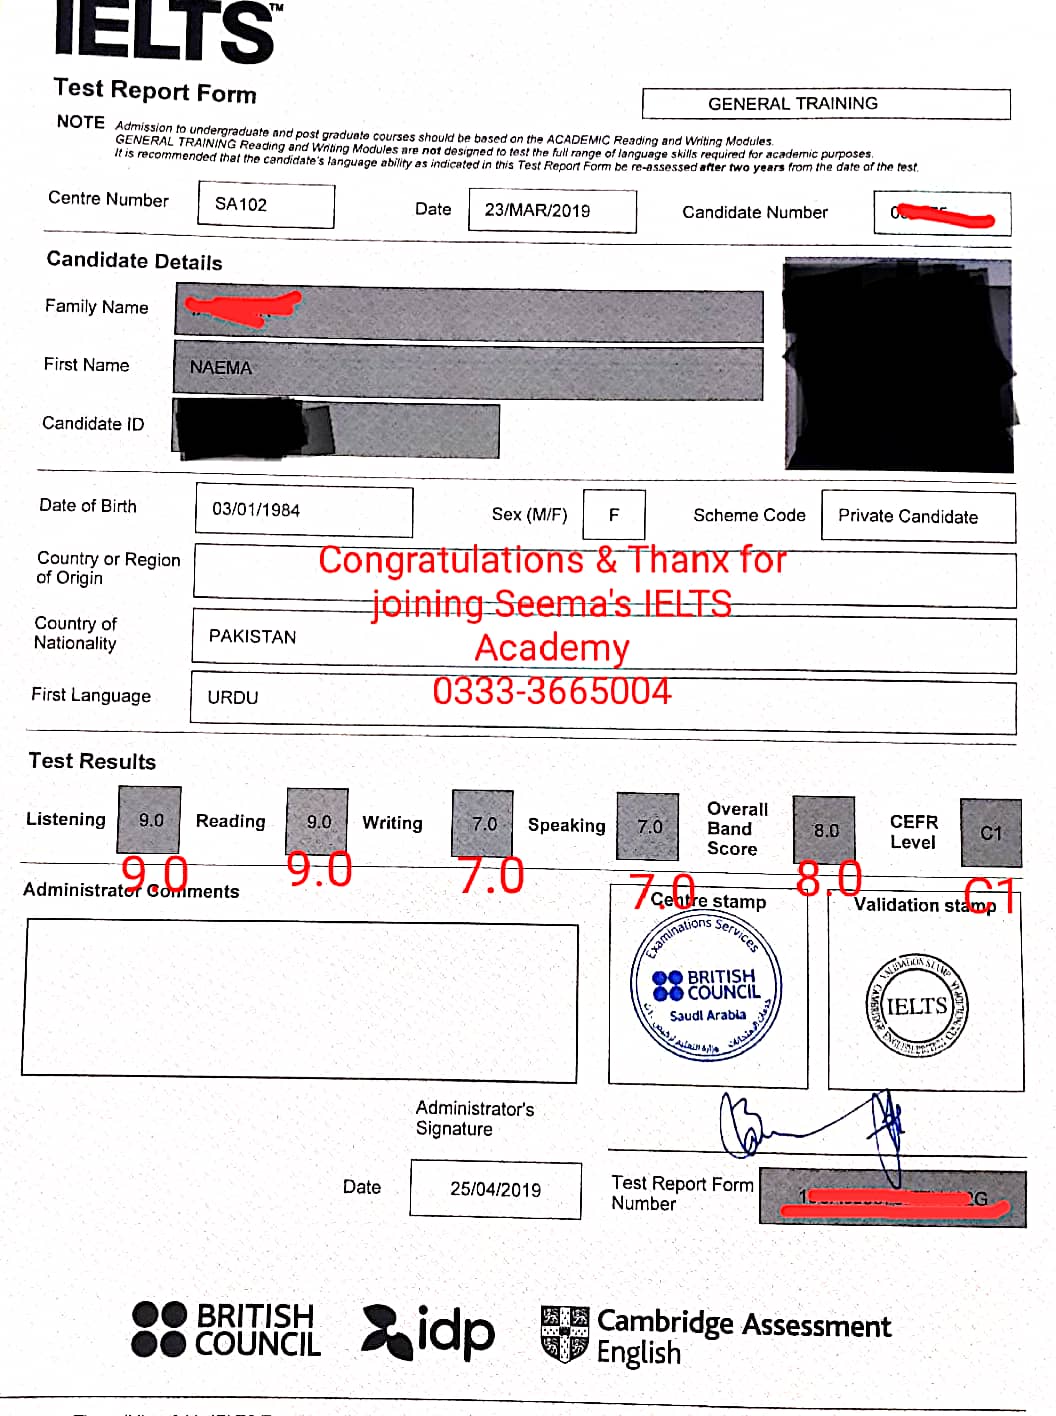 IELTS™
Test Report Form
GENERAL TRAINING
NOTE Admission to undergraduate and post graduate courses should be based on the ACADEMIC Reading and Writing Modules.
GENERAL TRAINING Reading and Writing Modules are not designed to test the full range of language skills required for academic purposes.
It is recommended that the candidate's language ability as indicated in this Test Report Form be re-assessed after two years from the date of the test.
Centre Number SA102 Date 23/MAR/2019 Candidate Number
Candidate Details
Family Name
First Name NAEMA
Candidate ID
Date of Birth 03/01/1984 Sex (M/F) F Scheme Code Private Candidate
Country or Region
of Origin
Congratulations & Thanx for
joining Seema's IELTS
Academy
0333-3665004
Country of
Nationality PAKISTAN
First Language URDU
Test Results
Listening 9.0 Reading 9.0 Writing 7.0 Speaking 7.0 Overall Band Score 8.0 CEFR Level C1
9.0 9.0 7.0 7.0 8.0 C1
Administrator Comments Centre stamp Validation stamp
Examinations Services
BRITISH
COUNCIL
Saudi Arabia
IELTS
Administrator's
Signature
Date 25/04/2019 Test Report Form
Number
BRITISH
COUNCIL
idp
Cambridge Assessment
English